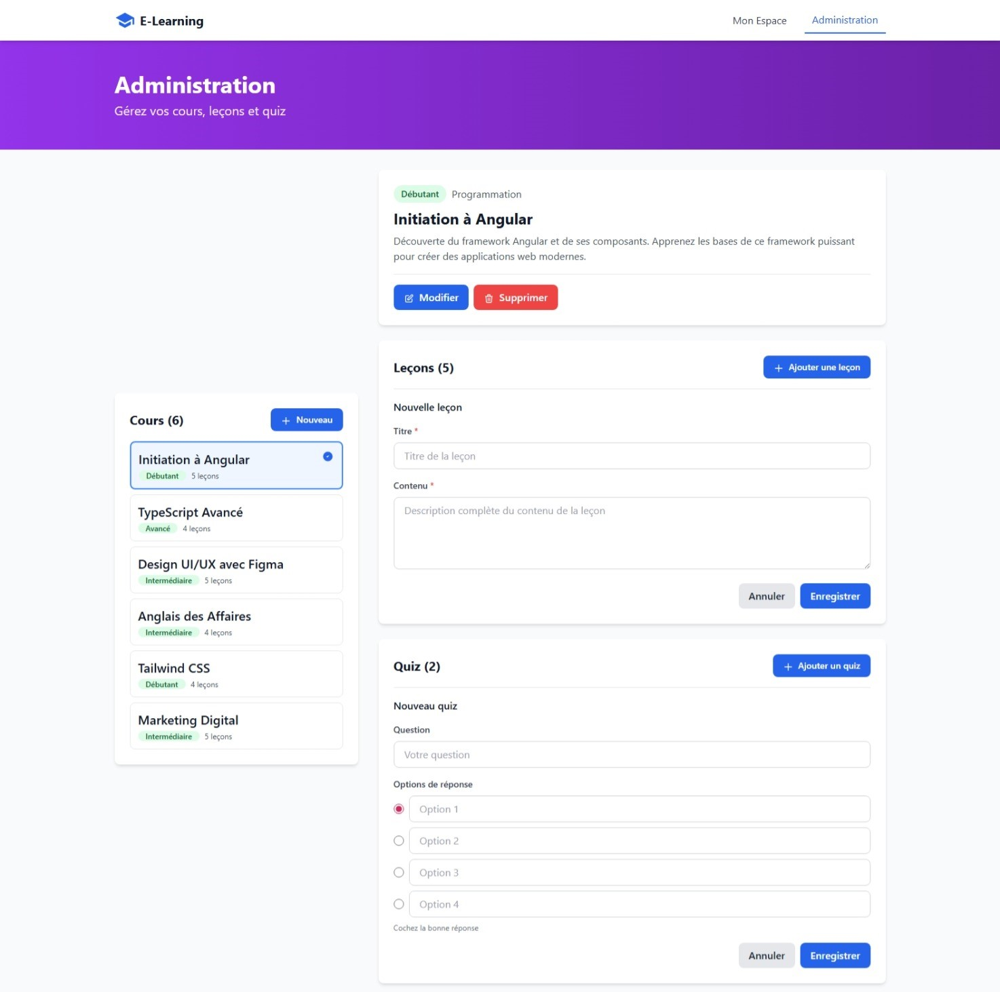 E-Learning
Mon Espace
Administration
Administration
Gérez vos cours, leçons et quiz
Débutant
Programmation
Initiation à Angular
Découverte du framework Angular et de ses composants. Apprenez les bases de ce framework puissant
pour créer des applications web modernes.
Modifier
Supprimer
Leçons (5)
Ajouter une leçon
Nouvelle leçon
Titre *
Titre de la leçon
Contenu *
Description complète du contenu de la leçon
Annuler
Enregistrer
Cours (6)
Nouveau
Initiation à Angular
Débutant
5 leçons
TypeScript Avancé
Avancé
4 leçons
Design UI/UX avec Figma
Intermédiaire
5 leçons
Anglais des Affaires
Intermédiaire
4 leçons
Tailwind CSS
Débutant
4 leçons
Marketing Digital
Intermédiaire
5 leçons
Quiz (2)
Ajouter un quiz
Nouveau quiz
Question
Votre question
Options de réponse
Option 1
Option 2
Option 3
Option 4
Cochez la bonne réponse
Annuler
Enregistrer